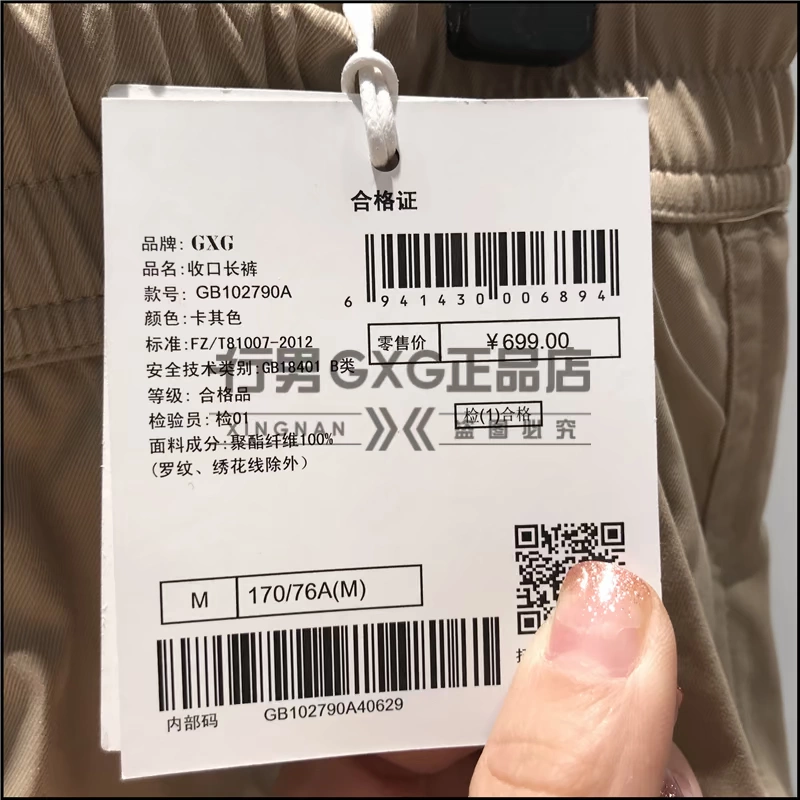 合格证
品牌: GXG
品名: 收口长裤
款号: GB102790A
颜色: 卡其色
标准: FZ/T81007-2012
安全技术类别: GB18401 B类
等级: 合格品
检验员: 检01
面料成分: 聚酯纤维100%
(罗纹、绣花线除外)
6 941430 006894
零售价 ¥699.00
检(1)合格
行男GXG正品店
XINGNAN 盗图必究
M 170/76A(M)
内部码 GB102790A40629